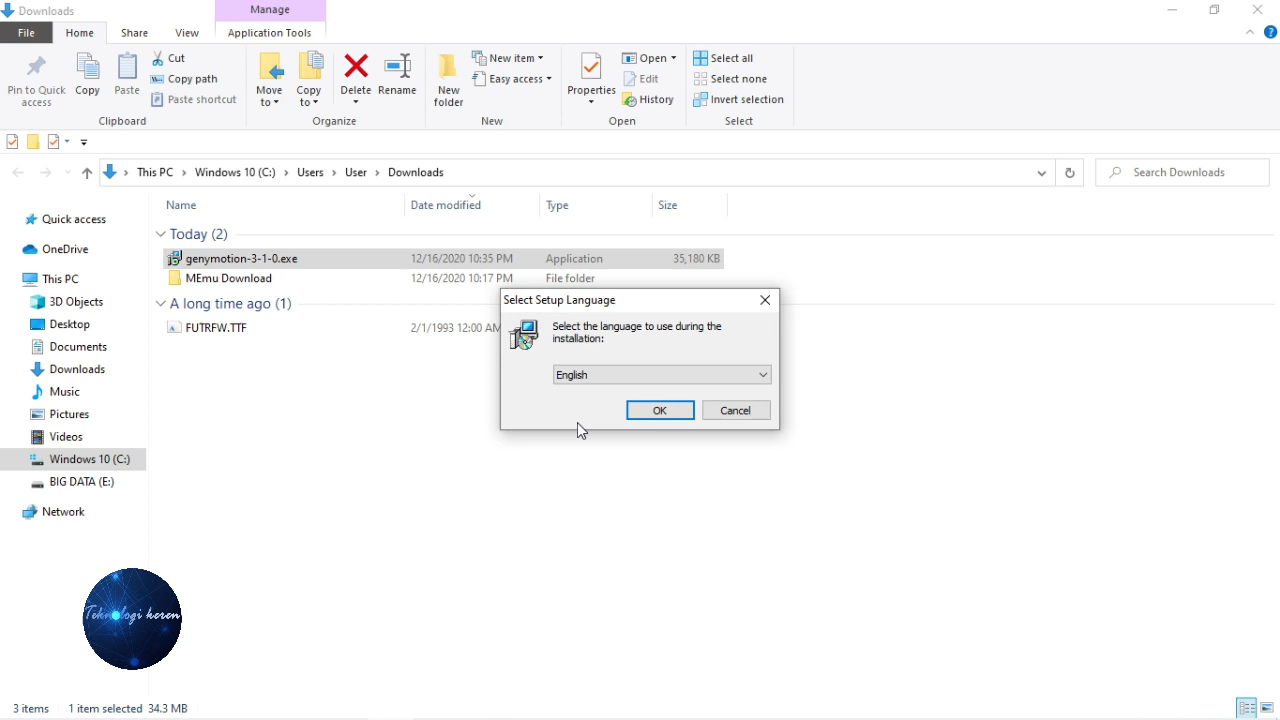 Downloads
Manage
File
Home
Share
View
Application Tools
Pin to Quick access
Copy
Paste
Cut
Copy path
Paste shortcut
Clipboard
Move to
Copy to
Delete
Rename
Organize
New folder
New item
Easy access
New
Properties
Open
Edit
History
Open
Select all
Select none
Invert selection
Select
This PC > Windows 10 (C:) > Users > User > Downloads
Search Downloads
Name
Date modified
Type
Size
Quick access
OneDrive
This PC
3D Objects
Desktop
Documents
Downloads
Music
Pictures
Videos
Windows 10 (C:)
BIG DATA (E:)
Network
Today (2)
genymotion-3-1-0.exe 12/16/2020 10:35 PM Application 35,180 KB
MEmu Download 12/16/2020 10:17 PM File folder
A long time ago (1)
FUTRFW.TTF 2/1/1993 12:00 AM
Select Setup Language
Select the language to use during the
installation:
English
OK
Cancel
Teknologi keren
3 items 1 item selected 34.3 MB